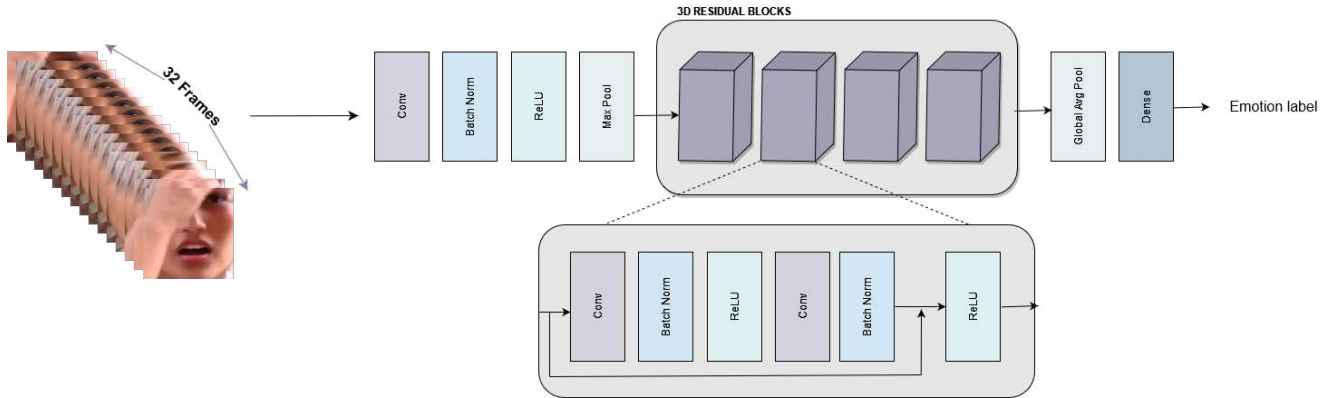 3D RESIDUAL BLOCKS
32 Frames
Conv
Batch Norm
ReLU
Max Pool
Global Avg Pool
Dense
Emotion label
Conv
Batch Norm
ReLU
Conv
Batch Norm
ReLU